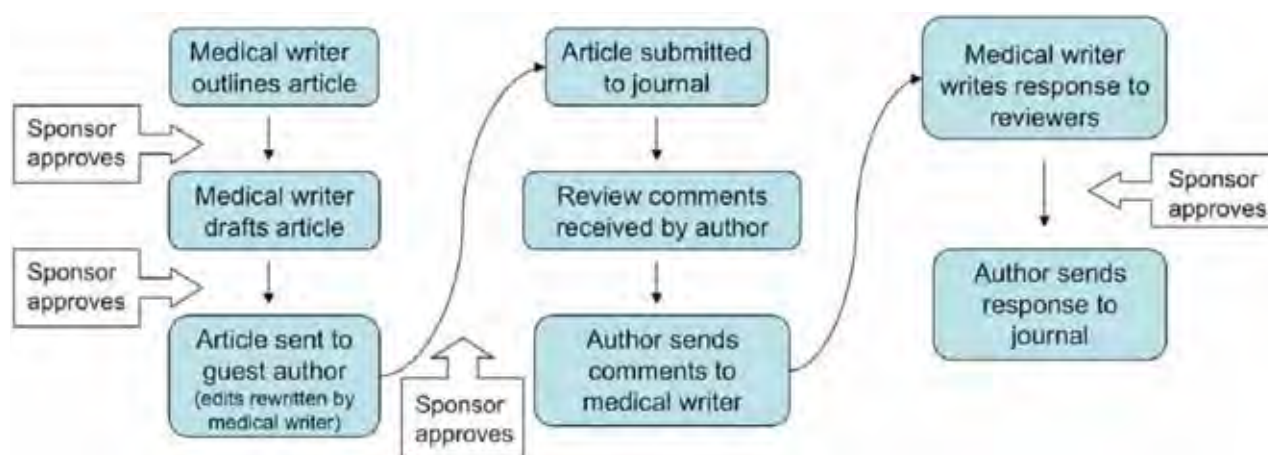 Medical writer
outlines article
Sponsor
approves
Medical writer
drafts article
Sponsor
approves
Article sent to
guest author
(edits rewritten by
medical writer)
Sponsor
approves
Article submitted
to journal
Review comments
received by author
Author sends
comments to
medical writer
Medical writer
writes response to
reviewers
Sponsor
approves
Author sends
response to
journal